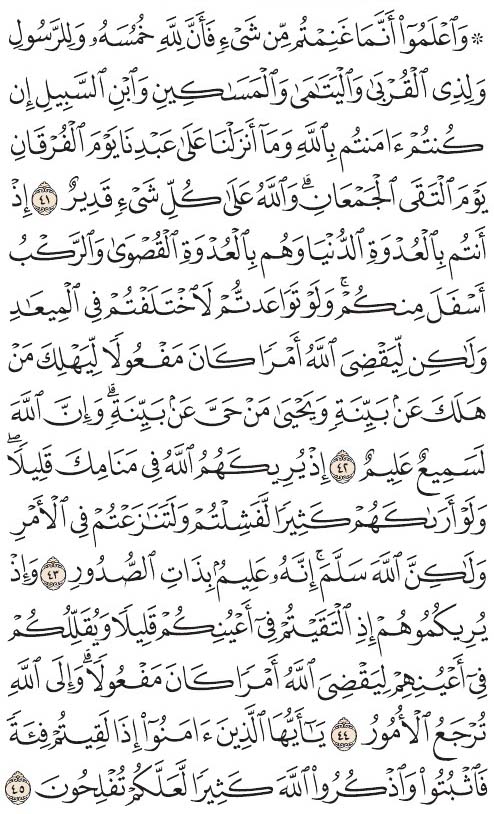 ۞ وَٱعۡلَمُوٓاْ أَنَّمَا غَنِمۡتُم مِّن شَيۡءٖ فَأَنَّ لِلَّهِ خُمُسَهُۥ وَلِلرَّسُولِ
وَلِذِي ٱلۡقُرۡبَىٰ وَٱلۡيَتَٰمَىٰ وَٱلۡمَسَٰكِينِ وَٱبۡنِ ٱلسَّبِيلِ إِن
كُنتُمۡ ءَامَنتُم بِٱللَّهِ وَمَآ أَنزَلۡنَا عَلَىٰ عَبۡدِنَا يَوۡمَ ٱلۡفُرۡقَانِ
يَوۡمَ ٱلۡتَقَى ٱلۡجَمۡعَانِۗ وَٱللَّهُ عَلَىٰ كُلِّ شَيۡءٖ قَدِيرٌ ٤١ إِذۡ
أَنتُم بِٱلۡعُدۡوَةِ ٱلدُّنۡيَا وَهُم بِٱلۡعُدۡوَةِ ٱلۡقُصۡوَىٰ وَٱلرَّكۡبُ
أَسۡفَلَ مِنكُمۡۚ وَلَوۡ تَوَاعَدتُّمۡ لَٱخۡتَلَفۡتُمۡ فِي ٱلۡمِيعَٰدِ
وَلَٰكِن لِّيَقۡضِيَ ٱللَّهُ أَمۡرٗا كَانَ مَفۡعُولٗا لِّيَهۡلِكَ مَنۡ
هَلَكَ عَنۢ بَيِّنَةٖ وَيَحۡيَىٰ مَنۡ حَيَّ عَنۢ بَيِّنَةٖۗ وَإِنَّ ٱللَّهَ
لَسَمِيعٌ عَلِيمٌ ٤٢ إِذۡ يُرِيكَهُمُ ٱللَّهُ فِي مَنَامِكَ قَلِيلٗاۖ
وَلَوۡ أَرَىٰكَهُمۡ كَثِيرٗا لَّفَشِلۡتُمۡ وَلَتَنَٰزَعۡتُمۡ فِي ٱلۡأَمۡرِ
وَلَٰكِنَّ ٱللَّهَ سَلَّمَۚ إِنَّهُۥ عَلِيمُۢ بِذَاتِ ٱلصُّدُورِ ٤٣ وَإِذۡ
يُرِيكُمُوهُمۡ إِذِ ٱلۡتَقَيۡتُمۡ فِيٓ أَعۡيُنِكُمۡ قَلِيلٗا وَيُقَلِّلُكُمۡ
فِيٓ أَعۡيُنِهِمۡ لِيَقۡضِيَ ٱللَّهُ أَمۡرٗا كَانَ مَفۡعُولٗاۗ وَإِلَى ٱللَّهِ
تُرۡجَعُ ٱلۡأُمُورُ ٤٤ يَٰٓأَيُّهَا ٱلَّذِينَ ءَامَنُوٓاْ إِذَا لَقِيتُمۡ فِئَةٗ
فَٱثۡبُتُواْ وَٱذۡكُرُواْ ٱللَّهَ كَثِيرٗا لَّعَلَّكُمۡ تُفۡلِحُونَ ٤٥